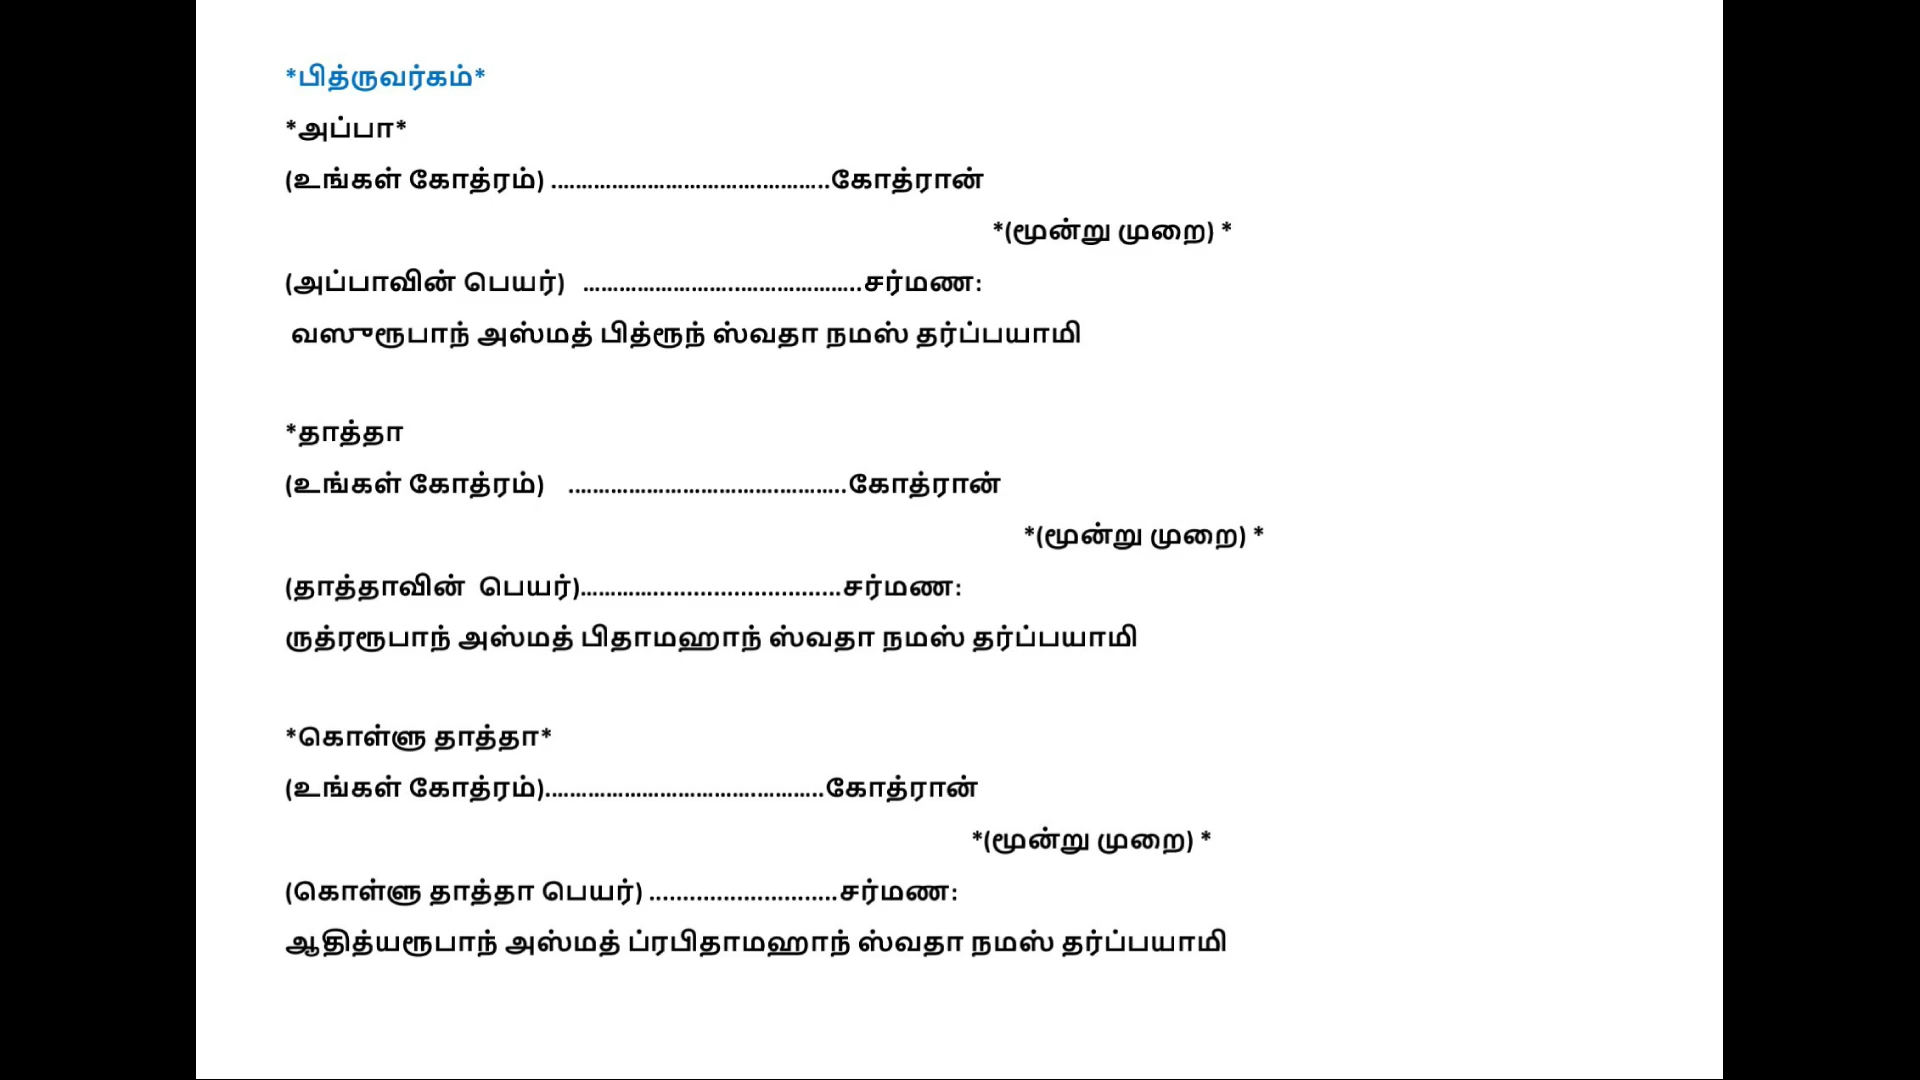 *பித்ருவர்கம்*
*அப்பா*
(உங்கள் கோத்ரம்) .......................................கோத்ரான்
*(மூன்று முறை) *
(அப்பாவின் பெயர்) .......................................சர்மண:
வஸுரூபாந் அஸ்மத் பித்ரூந் ஸ்வதா நமஸ் தர்ப்பயாமி
*தாத்தா
(உங்கள் கோத்ரம்) .......................................கோத்ரான்
*(மூன்று முறை) *
(தாத்தாவின் பெயர்).......................................சர்மண:
ருத்ரரூபாந் அஸ்மத் பிதாமஹாந் ஸ்வதா நமஸ் தர்ப்பயாமி
*கொள்ளு தாத்தா*
(உங்கள் கோத்ரம்).......................................கோத்ரான்
*(மூன்று முறை) *
(கொள்ளு தாத்தா பெயர்) ............................சர்மண:
ஆதித்யரூபாந் அஸ்மத் ப்ரபிதாமஹாந் ஸ்வதா நமஸ் தர்ப்பயாமி